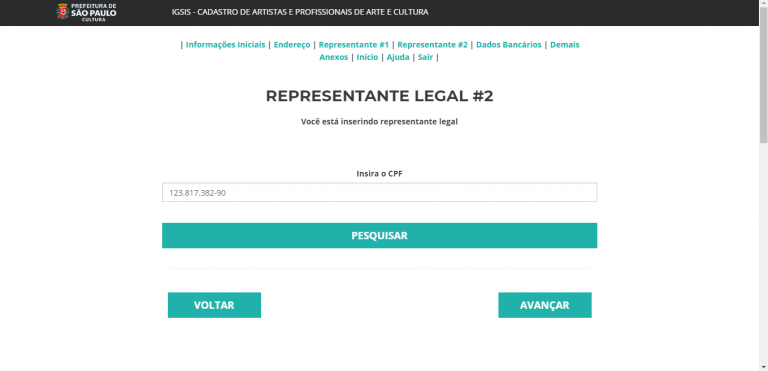 PREFEITURA DE
SÃO PAULO
CULTURA
IGSIS - CADASTRO DE ARTISTAS E PROFISSIONAIS DE ARTE E CULTURA
| Informações Iniciais | Endereço | Representante #1 | Representante #2 | Dados Bancários | Demais
Anexos | Início | Ajuda | Sair |
REPRESENTANTE LEGAL #2
Você está inserindo representante legal
Insira o CPF
123.817.382-90
PESQUISAR
VOLTAR
AVANÇAR